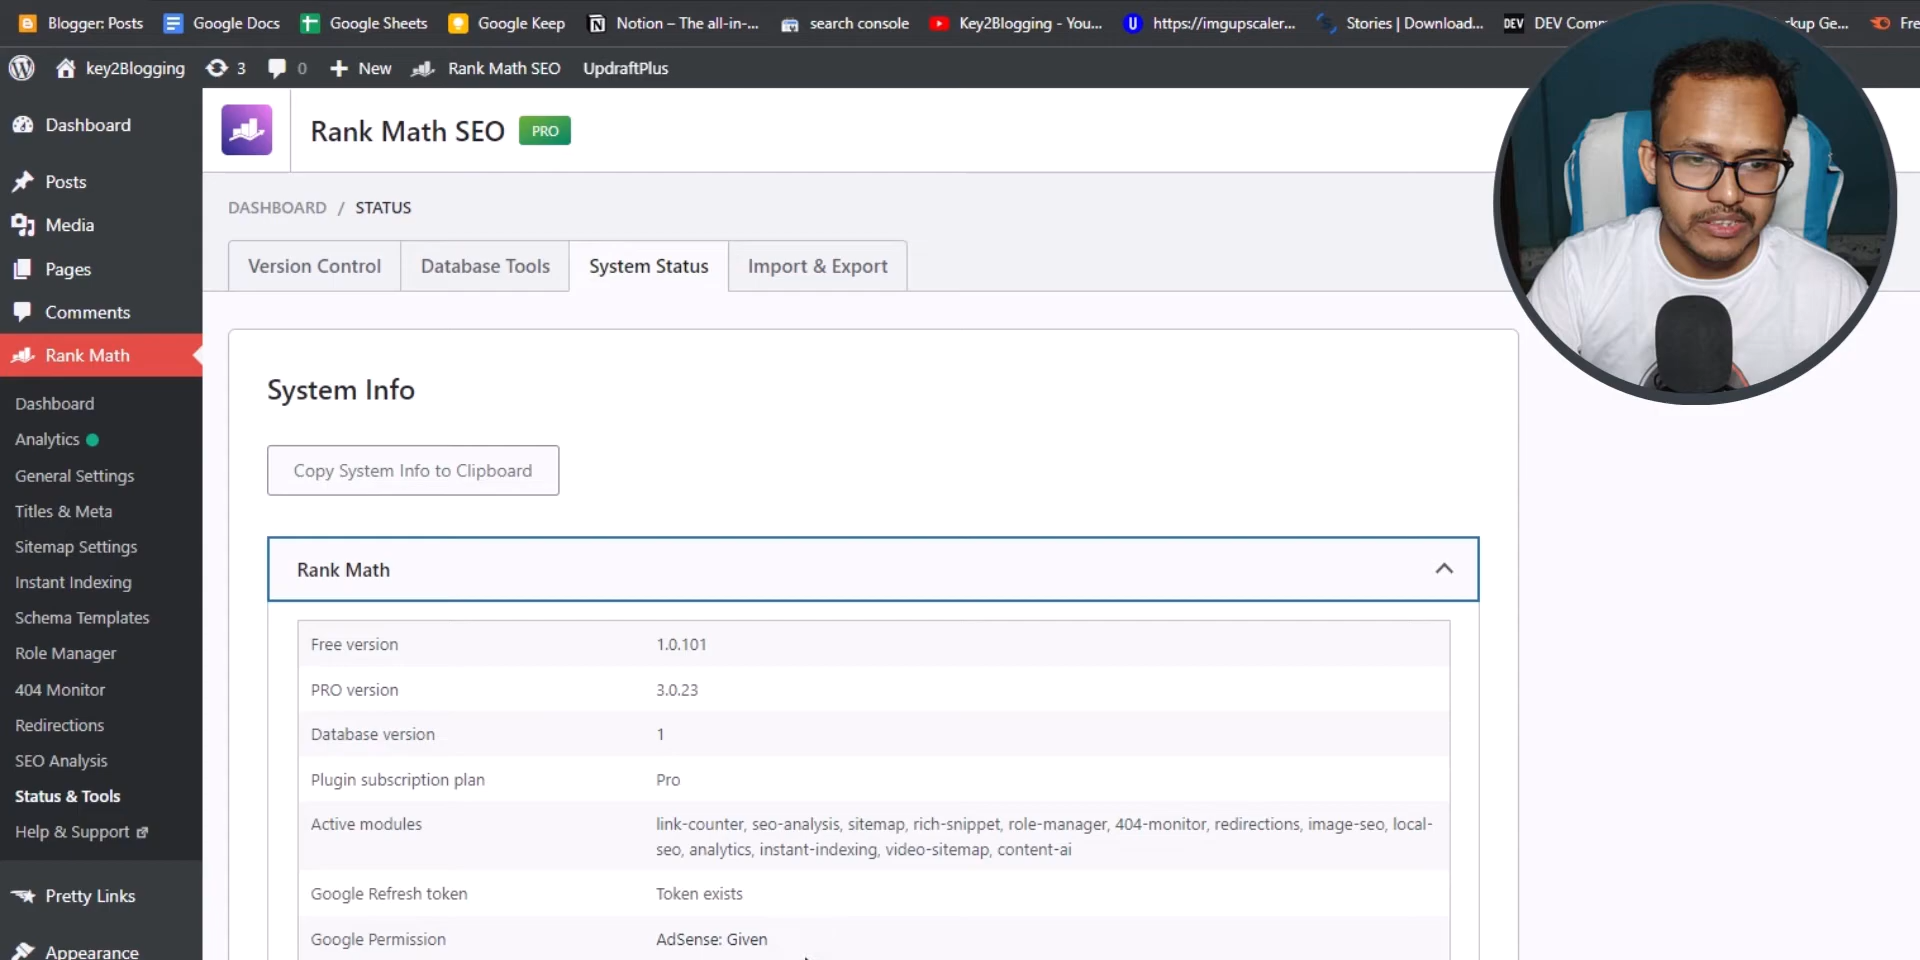 Blogger: Posts
Google Docs
Google Sheets
Google Keep
Notion – The all-in-...
search console
Key2Blogging - You...
https://imgupscaler...
Stories | Download...
DEV
key2Blogging
3
0
New
Rank Math SEO
UpdraftPlus
Dashboard
Posts
Media
Pages
Comments
Rank Math
Dashboard
Analytics
General Settings
Titles & Meta
Sitemap Settings
Instant Indexing
Schema Templates
Role Manager
404 Monitor
Redirections
SEO Analysis
Status & Tools
Help & Support
Pretty Links
Appearance
Rank Math SEO PRO
DASHBOARD / STATUS
Version Control
Database Tools
System Status
Import & Export
System Info
Copy System Info to Clipboard
Rank Math
Free version 1.0.101
PRO version 3.0.23
Database version 1
Plugin subscription plan Pro
Active modules link-counter, seo-analysis, sitemap, rich-snippet, role-manager, 404-monitor, redirections, image-seo, local-
seo, analytics, instant-indexing, video-sitemap, content-ai
Google Refresh token Token exists
Google Permission AdSense: Given